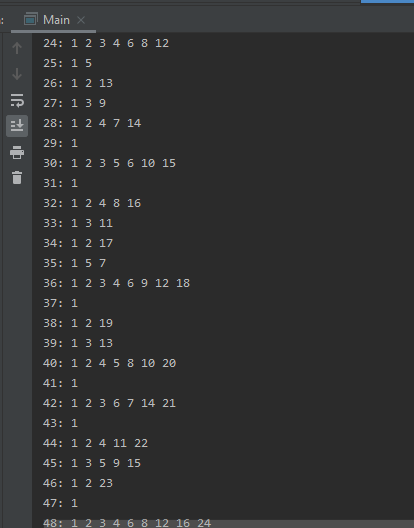 Main
24: 1 2 3 4 6 8 12
25: 1 5
26: 1 2 13
27: 1 3 9
28: 1 2 4 7 14
29: 1
30: 1 2 3 5 6 10 15
31: 1
32: 1 2 4 8 16
33: 1 3 11
34: 1 2 17
35: 1 5 7
36: 1 2 3 4 6 9 12 18
37: 1
38: 1 2 19
39: 1 3 13
40: 1 2 4 5 8 10 20
41: 1
42: 1 2 3 6 7 14 21
43: 1
44: 1 2 4 11 22
45: 1 3 5 9 15
46: 1 2 23
47: 1
48: 1 2 3 4 6 8 12 16 24